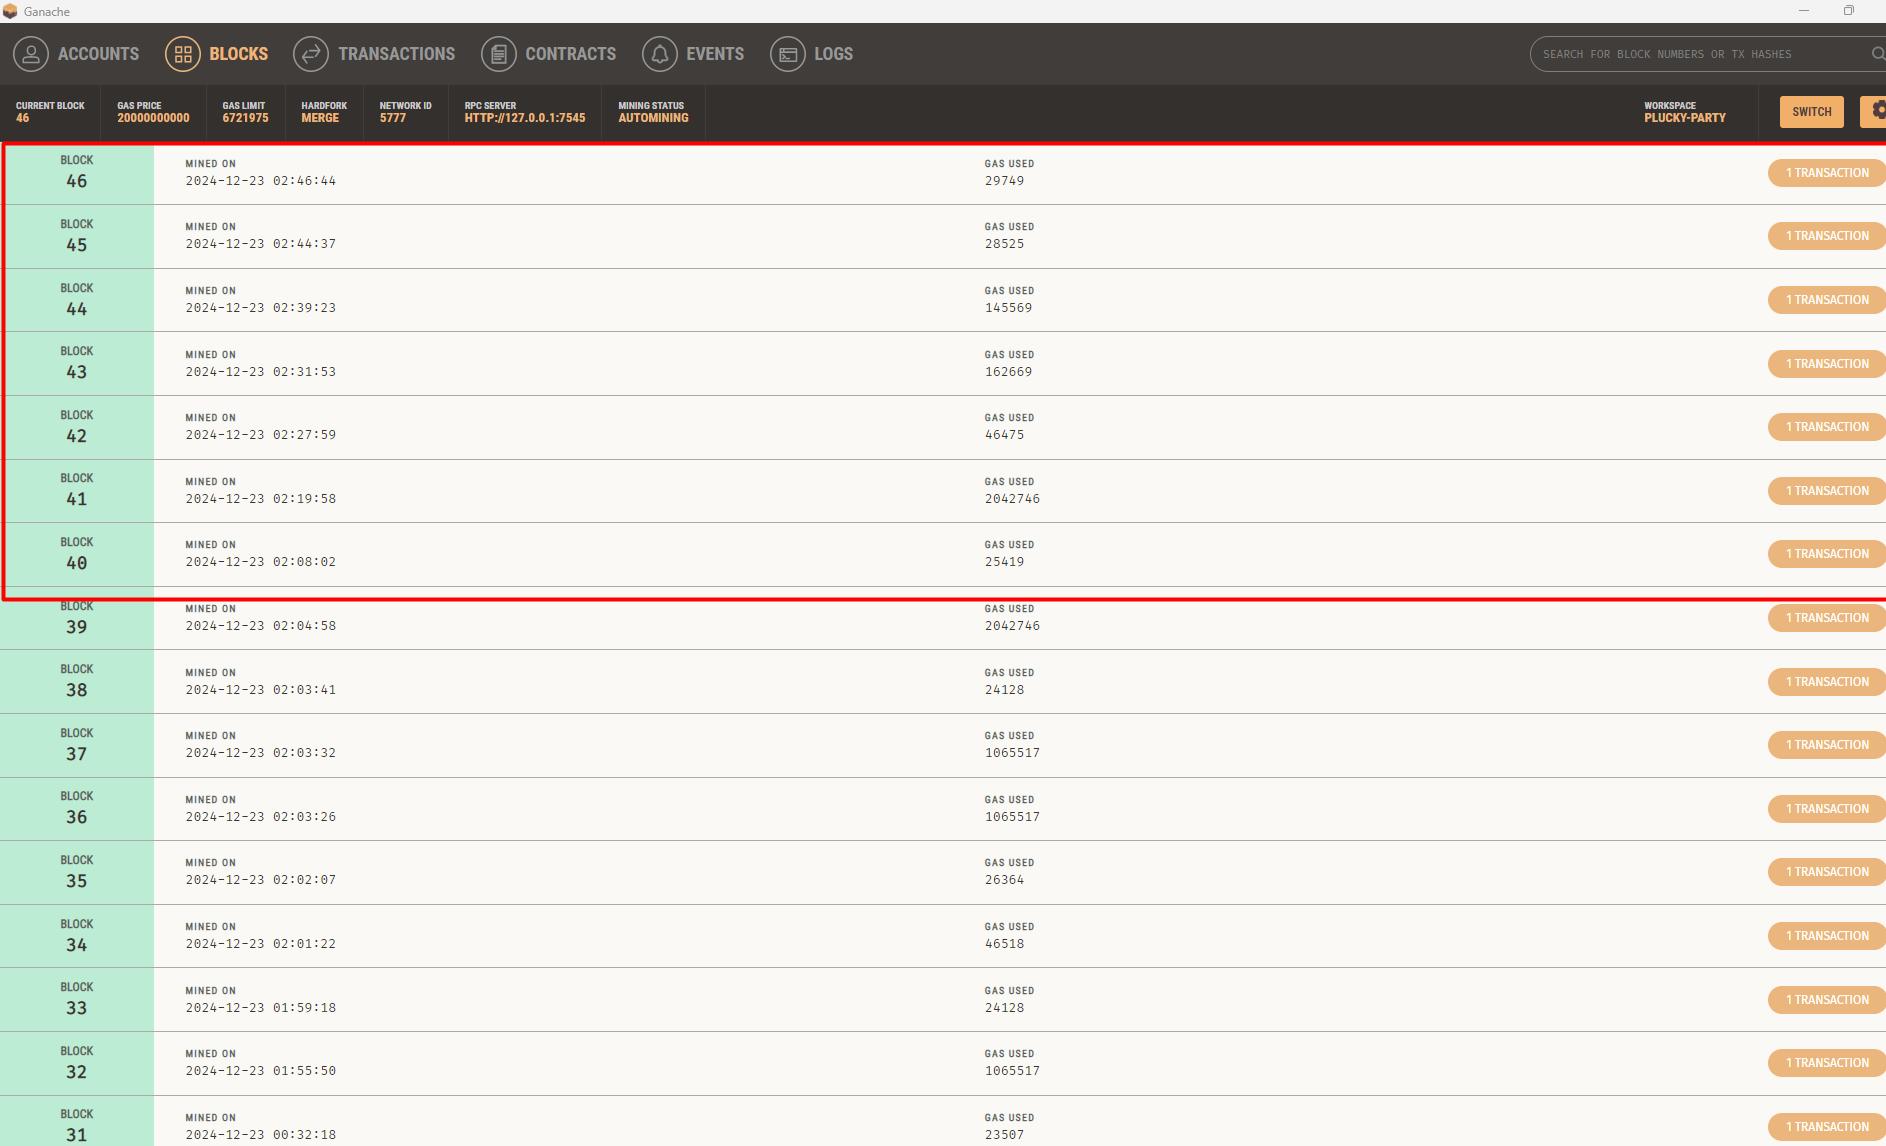 Ganache
ACCOUNTS BLOCKS TRANSACTIONS CONTRACTS EVENTS LOGS SEARCH FOR BLOCK NUMBERS OR TX HASHES
CURRENT BLOCK GAS PRICE GAS LIMIT HARDFORK NETWORK ID RPC SERVER MINING STATUS WORKSPACE
46 20000000000 6721975 MERGE 5777 HTTP://127.0.0.1:7545 AUTOMINING PLUCKY-PARTY SWITCH
BLOCK MINED ON GAS USED
46 2024-12-23 02:46:44 29749 1 TRANSACTION
BLOCK MINED ON GAS USED
45 2024-12-23 02:44:37 28525 1 TRANSACTION
BLOCK MINED ON GAS USED
44 2024-12-23 02:39:23 145569 1 TRANSACTION
BLOCK MINED ON GAS USED
43 2024-12-23 02:31:53 162669 1 TRANSACTION
BLOCK MINED ON GAS USED
42 2024-12-23 02:27:59 46475 1 TRANSACTION
BLOCK MINED ON GAS USED
41 2024-12-23 02:19:58 2042746 1 TRANSACTION
BLOCK MINED ON GAS USED
40 2024-12-23 02:08:02 25419 1 TRANSACTION
BLOCK MINED ON GAS USED
39 2024-12-23 02:04:58 2042746 1 TRANSACTION
BLOCK MINED ON GAS USED
38 2024-12-23 02:03:41 24128 1 TRANSACTION
BLOCK MINED ON GAS USED
37 2024-12-23 02:03:32 1065517 1 TRANSACTION
BLOCK MINED ON GAS USED
36 2024-12-23 02:03:26 1065517 1 TRANSACTION
BLOCK MINED ON GAS USED
35 2024-12-23 02:02:07 26364 1 TRANSACTION
BLOCK MINED ON GAS USED
34 2024-12-23 02:01:22 46518 1 TRANSACTION
BLOCK MINED ON GAS USED
33 2024-12-23 01:59:18 24128 1 TRANSACTION
BLOCK MINED ON GAS USED
32 2024-12-23 01:55:50 1065517 1 TRANSACTION
BLOCK MINED ON GAS USED
31 2024-12-23 00:32:18 23507 1 TRANSACTION